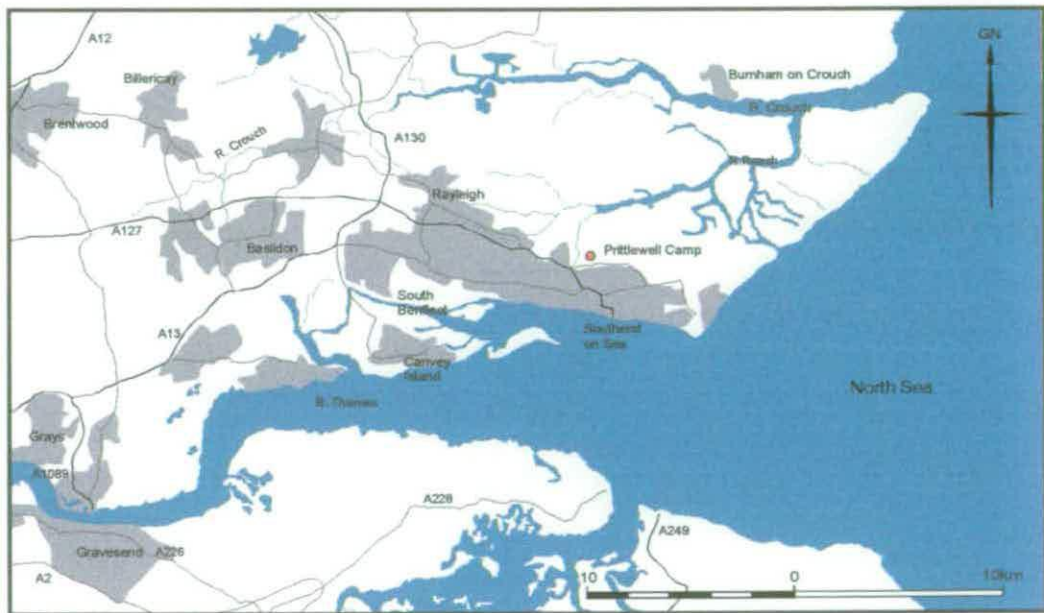 A12
GN
Billericay
Burnham on Crouch
R. Crouch
Brentwood
A130
R. Crouch
R. Roach
Rayleigh
A127
Basildon
Prittlewell Camp
South
Benfleet
A13
Southend
on Sea
Canvey
Island
North Sea
R. Thames
Grays
A1089
A228
A249
Gravesend
A226
A2
10
0
10km